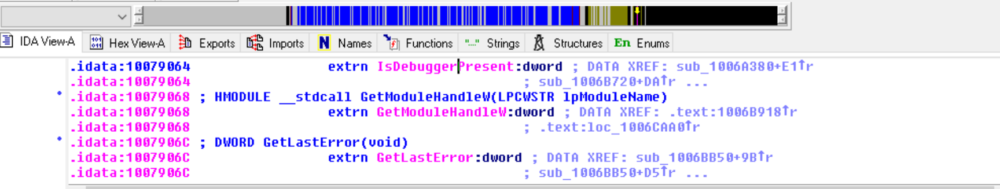 IDA View-A Hex View-A Exports Imports N Names Functions "..." Strings Structures En Enums
.idata:10079064 extrn IsDebuggerPresent:dword ; DATA XREF: sub_1006A380+E1↑r
.idata:10079064 ; sub_1006B720+DA↑r ...
.idata:10079068 ; HMODULE __stdcall GetModuleHandleW(LPCWSTR lpModuleName)
.idata:10079068 extrn GetModuleHandleW:dword ; DATA XREF: .text:1006B918↑r
.idata:10079068 ; .text:loc_1006CAA0↑r
.idata:1007906C ; DWORD GetLastError(void)
.idata:1007906C extrn GetLastError:dword ; DATA XREF: sub_1006BB50+9B↑r
.idata:1007906C ; sub_1006BB50+D5↑r ...